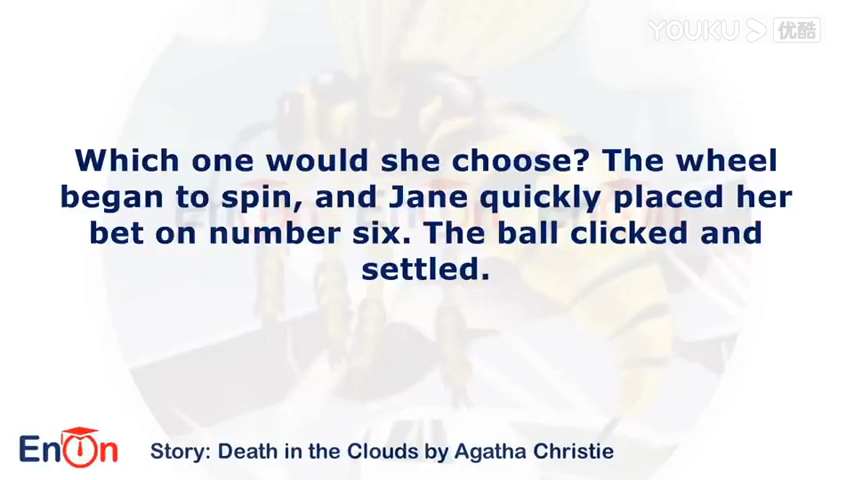 YOUKU 优酷
Which one would she choose? The wheel
began to spin, and Jane quickly placed her
bet on number six. The ball clicked and
settled.
EnOn
Story: Death in the Clouds by Agatha Christie